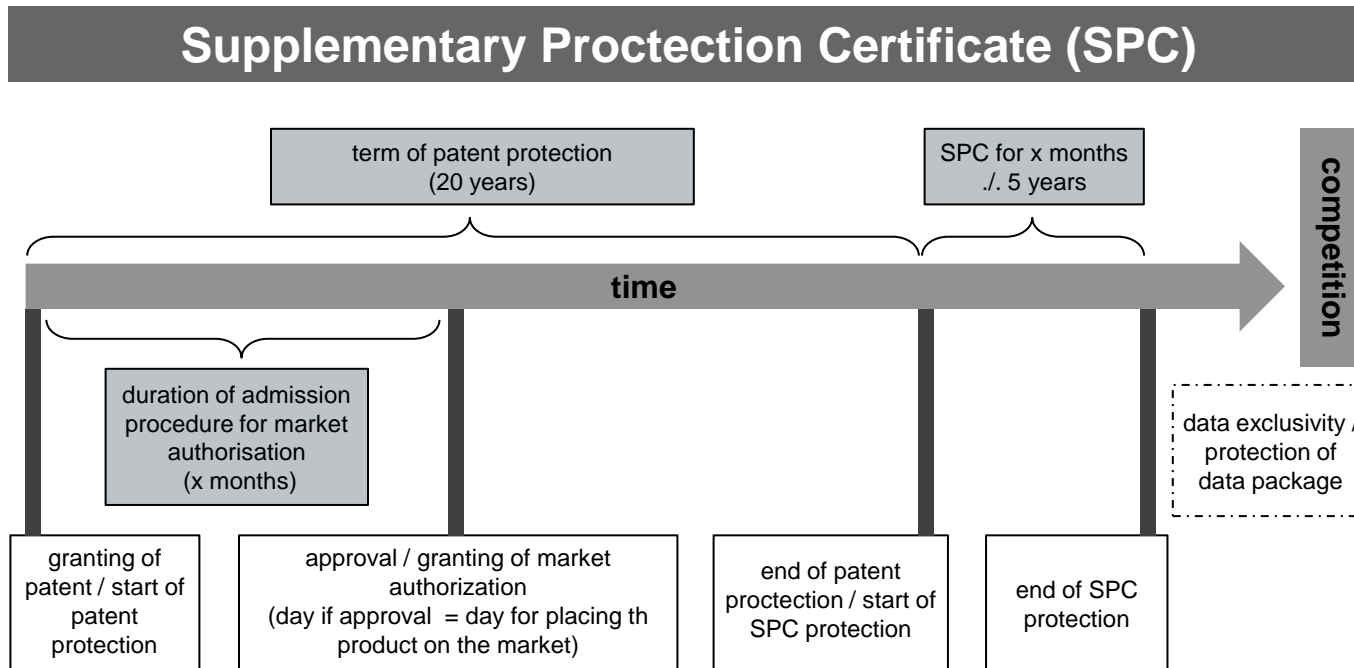 Supplementary Proctection Certificate (SPC)
term of patent protection
(20 years)
SPC for x months
./. 5 years
competition
time
duration of admission
procedure for market
authorisation
(x months)
data exclusivity /
protection of
data package
granting of
patent / start of
patent
protection
approval / granting of market
authorization
(day if approval  = day for placing th
product on the market)
end of patent
proctection / start of
SPC protection
end of SPC
protection